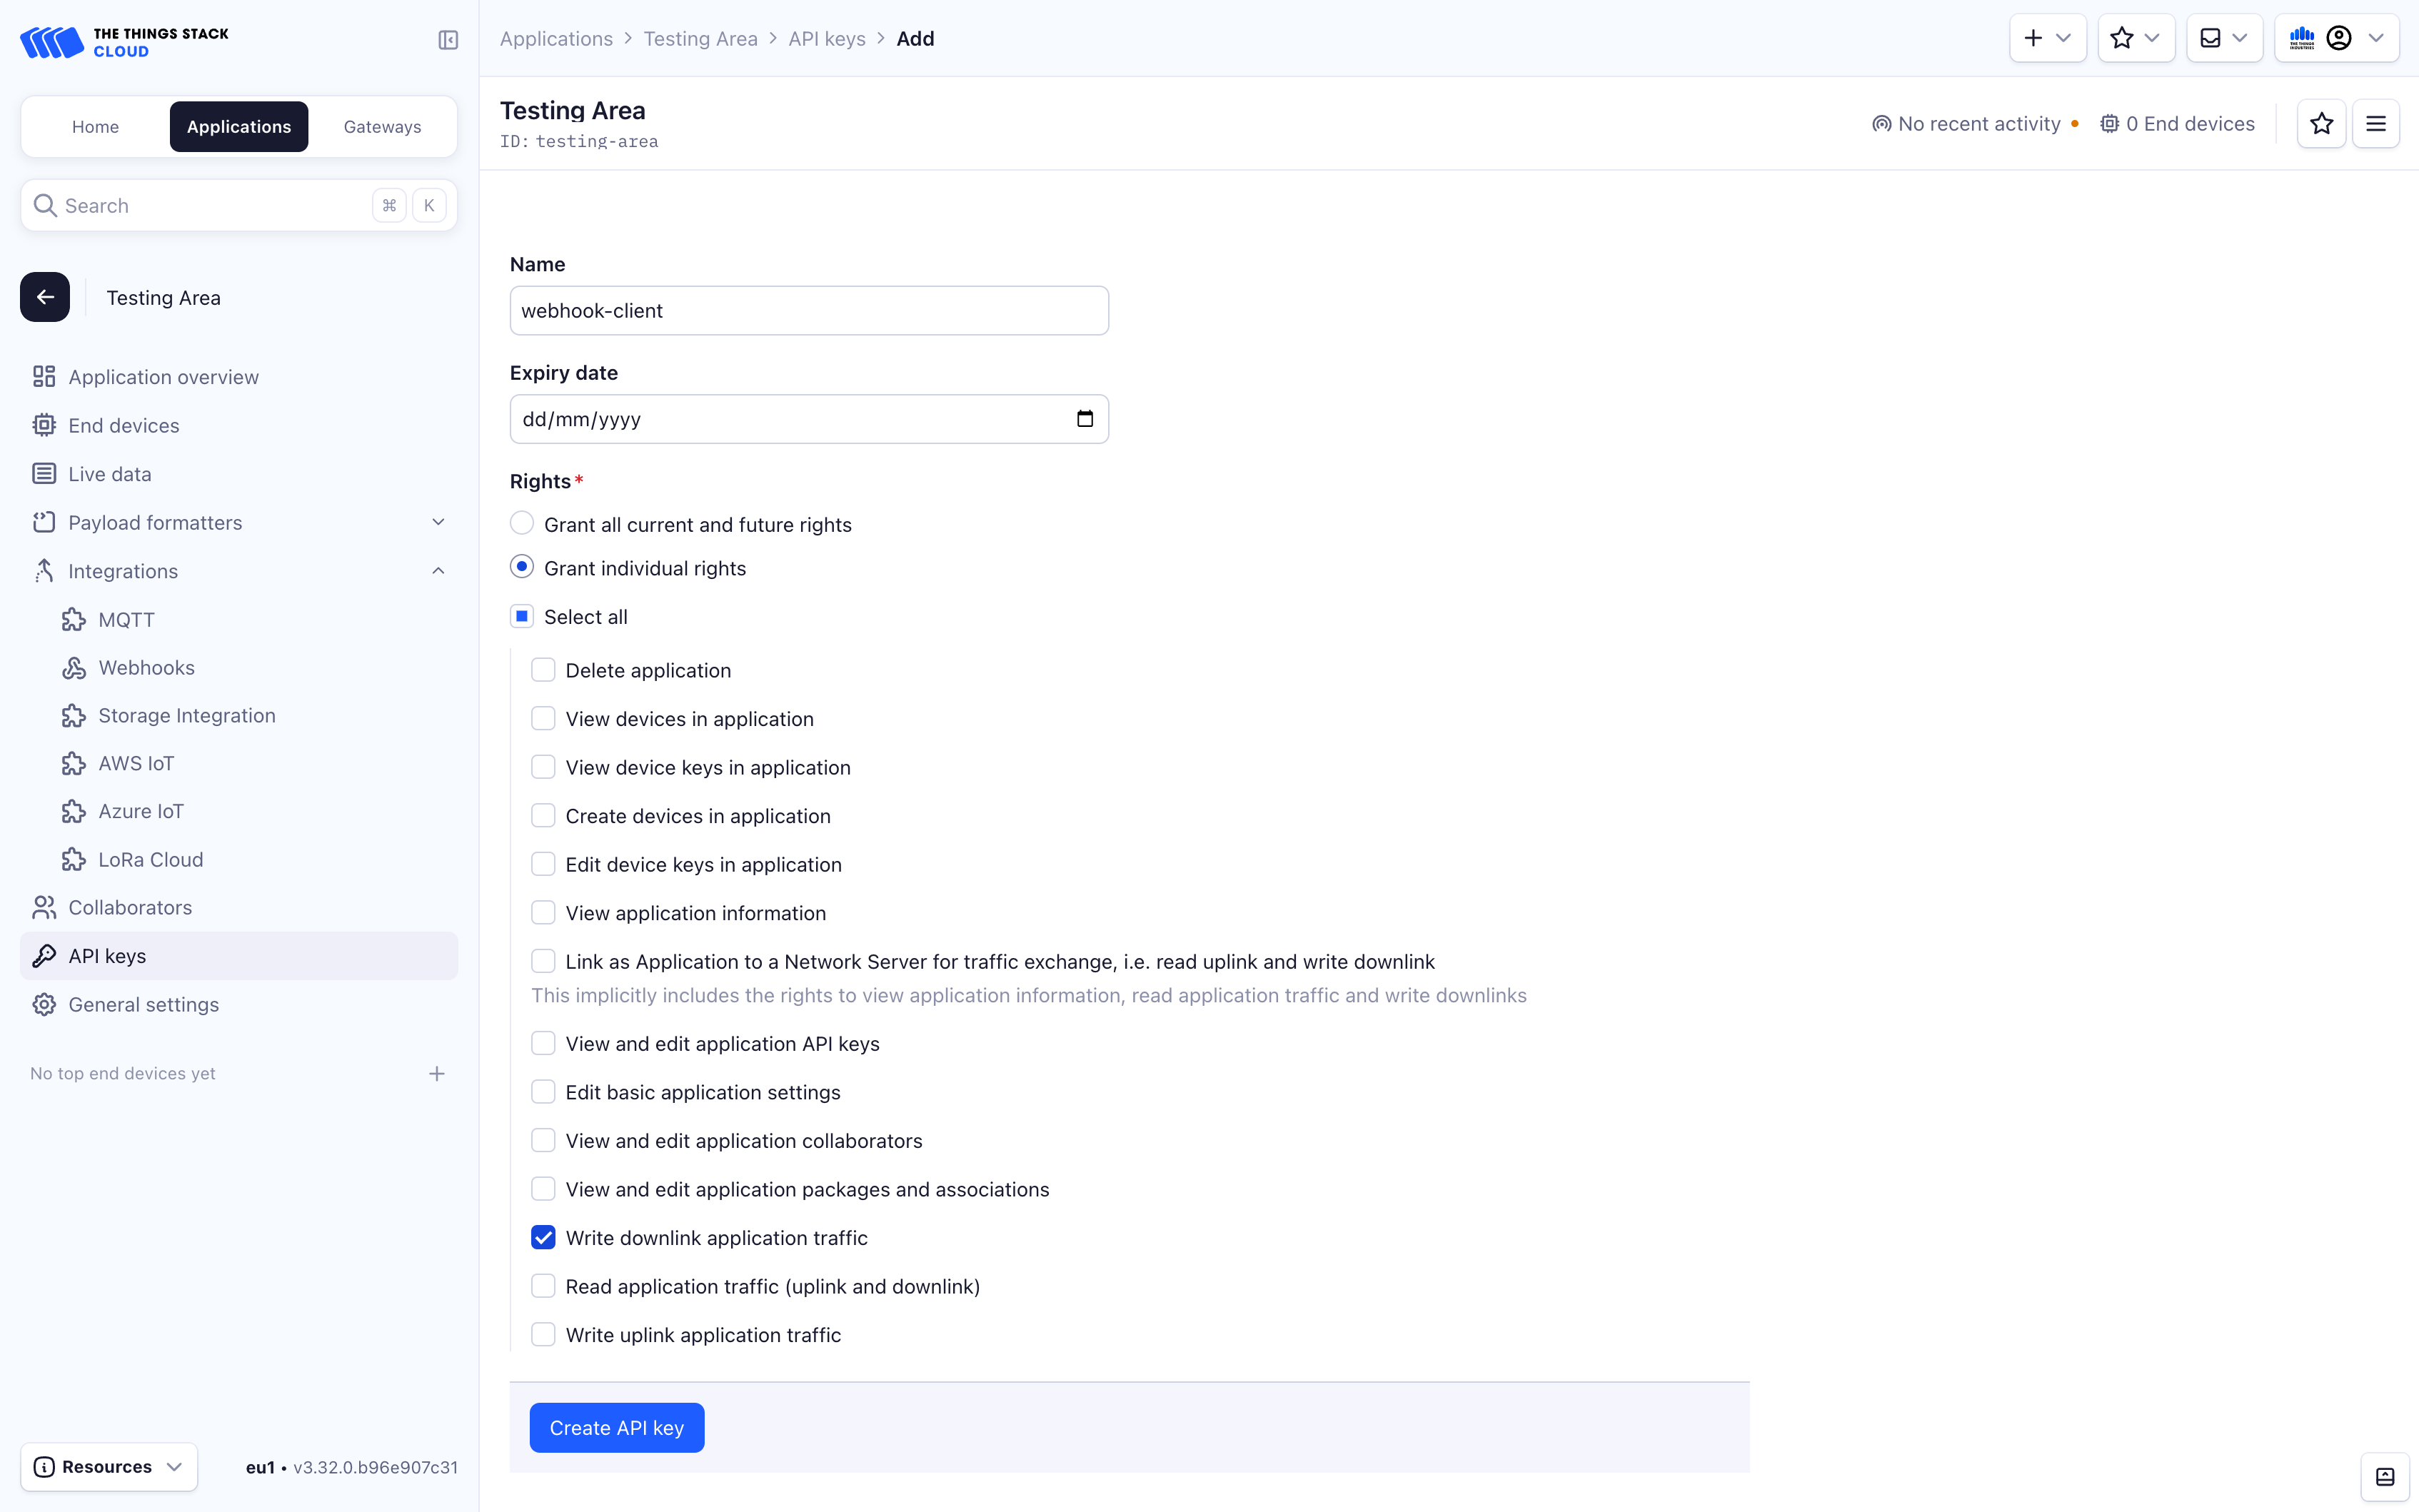 THE THINGS STACK
CLOUD
Home
Applications
Gateways
Search
⌘
K
Testing Area
Application overview
End devices
Live data
Payload formatters
Integrations
MQTT
Webhooks
Storage Integration
AWS IoT
Azure IoT
LoRa Cloud
Collaborators
API keys
General settings
No top end devices yet
Resources
eu1 • v3.32.0.b96e907c31
Applications > Testing Area > API keys > Add
Testing Area
ID: testing-area
No recent activity
0 End devices
Name
webhook-client
Expiry date
dd/mm/yyyy
Rights*
Grant all current and future rights
Grant individual rights
Select all
Delete application
View devices in application
View device keys in application
Create devices in application
Edit device keys in application
View application information
Link as Application to a Network Server for traffic exchange, i.e. read uplink and write downlink
This implicitly includes the rights to view application information, read application traffic and write downlinks
View and edit application API keys
Edit basic application settings
View and edit application collaborators
View and edit application packages and associations
Write downlink application traffic
Read application traffic (uplink and downlink)
Write uplink application traffic
Create API key